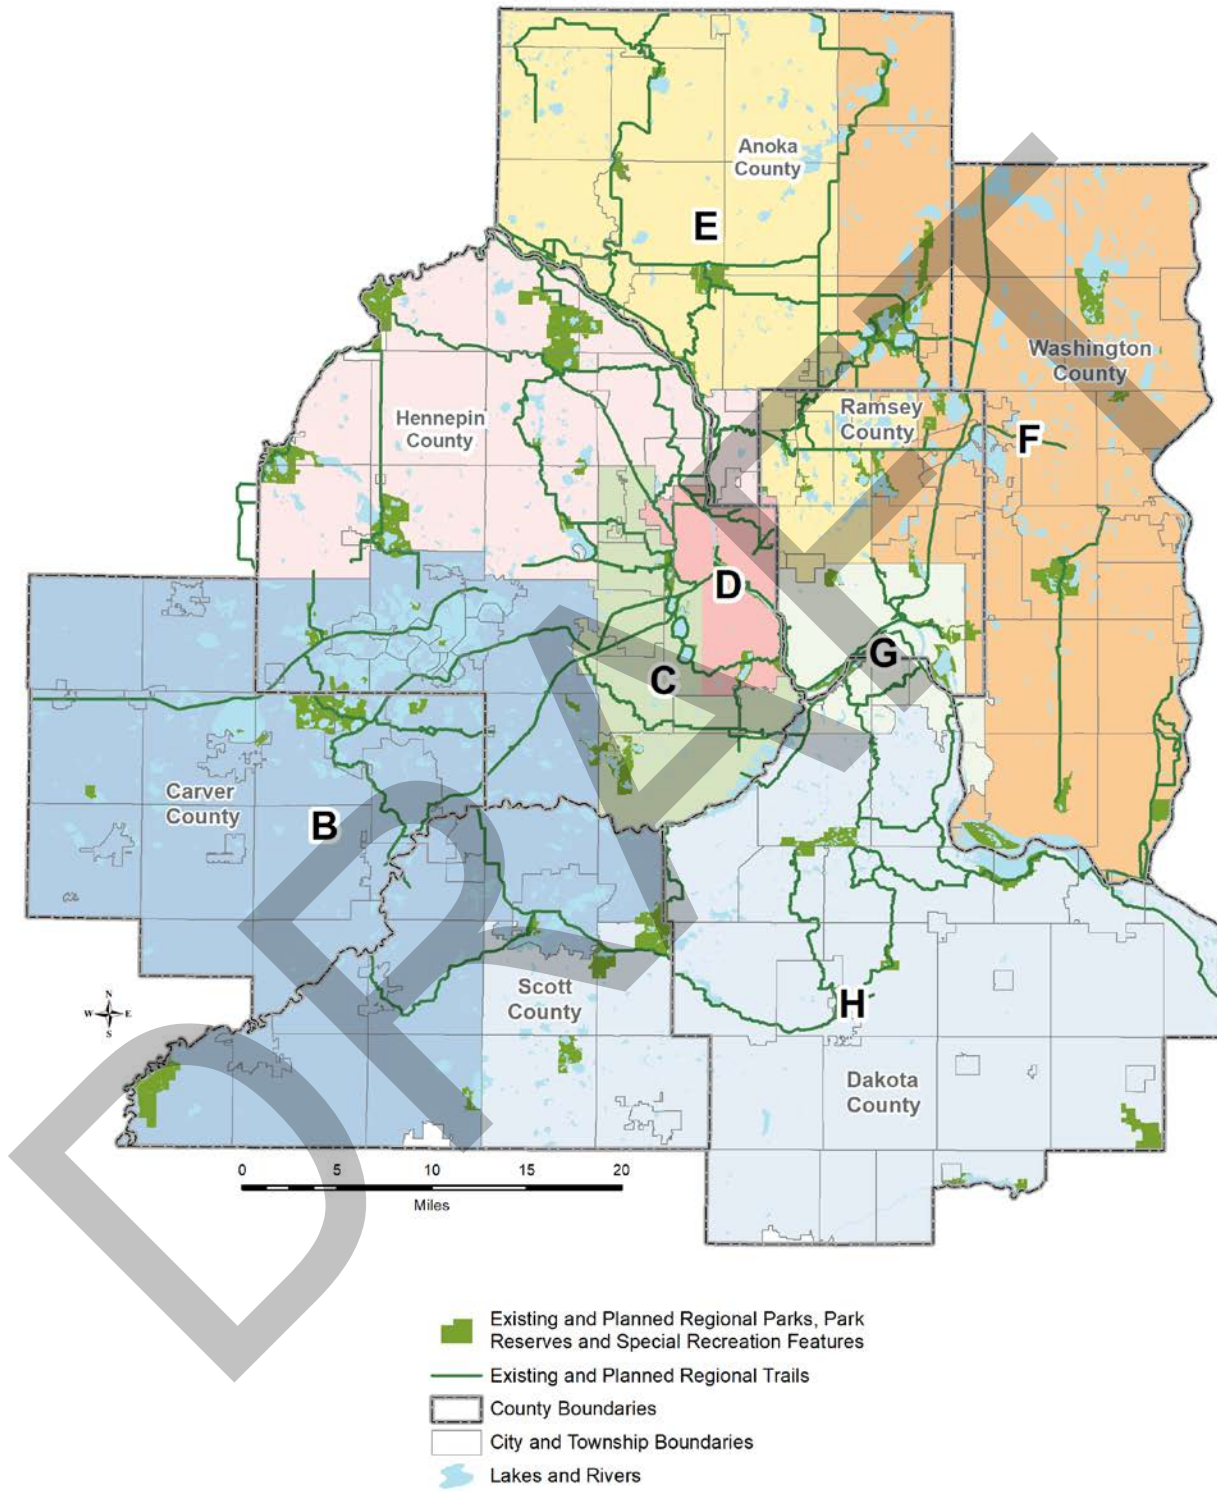 Anoka
County
E
Washington
County
Hennepin
County
Ramsey
County
F
D
G
C
Carver
County
B
Scott
County
H
Dakota
County
N
W E
S
0 5 10 15 20
Miles
DRAFT
Existing and Planned Regional Parks, Park
Reserves and Special Recreation Features
Existing and Planned Regional Trails
County Boundaries
City and Township Boundaries
Lakes and Rivers